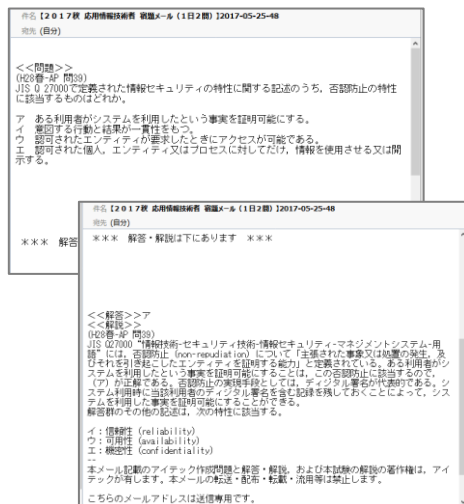 件名【２０１７秋 応用情報技術者 宿題メール（１日２問）】2017-05-25-48
宛先 (自分)
<<問題>>
(H28春-AP 問39)
JIS Q 27000で定義された情報セキュリティの特性に関する記述のうち、否認防止の特性
に該当するものはどれか。
ア　ある利用者がシステムを利用したという事実を証明可能にする。
イ　意図する行動と結果が一貫性をもつ。
ウ　認可されたエンティティが要求したときにアクセスが可能である。
エ　認可された個人，エンティティ又はプロセスに対してだけ，情報を使用させる又は開
示する。
＊＊＊　解答
件名【２０１７秋 応用情報技術者 宿題メール（１日２問）】2017-05-25-48
宛先 (自分)
＊＊＊　解答・解説は下にあります　＊＊＊
<<解答>>ア
<<解説>>
(H28春-AP 問39)
JIS Q27000 “情報技術-セキュリティ技術-情報セキュリティ-マネジメントシステム-用
語”には、否認防止 (non-repudiation) について「主張された事象又は処置の発生，及
びそれを引き起こしたエンティティを証明する能力」と定義されている。ある利用者がシ
ステムを利用したという事実を証明可能にすることは、この否認防止に該当するので、
（ア）が正解である。否認防止の実現手段としては、ディジタル署名が代表的である。シ
ステム利用時に当該利用者のディジタル署名を含む記録を残しておくことによって，シス
テムを利用した事実を証明可能にすることができる。
解答群のその他の記述は、次の特性に該当する。
イ：信頼性 (reliability)
ウ：可用性 (availability)
エ：機密性 (confidentiality)
--
本メール記載のアイテック作成問題と解答・解説、および本試験の解説の著作権は、アイ
テックが有します。本メールの転送・配布・転載・流用等は禁止します。
こちらのメールアドレスは送信専用です。